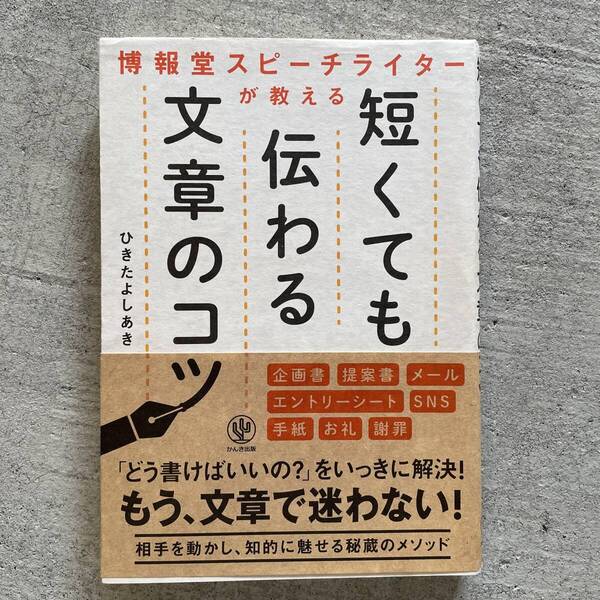 博報堂スピーチライター
が教える
短くても
伝わる
文章のコツ
ひきたよしあき
企画書 提案書 メール
エントリーシート SNS
手紙 お礼 謝罪
かんき出版
「どう書けばいいの?」をいっきに解決!
もう、文章で迷わない!
相手を動かし、知的に魅せる秘蔵のメソッド